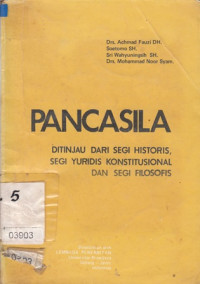 Drs. Achmad Fauzi DH.
Soetomo SH.
Sri Wahyuningsih SH.
Drs. Mohammad Noor Syam.
PANCASILA
DITINJAU DARI SEGI HISTORIS,
SEGI YURIDIS KONSTITUSIONAL
DAN SEGI FILOSOFIS
5
03903